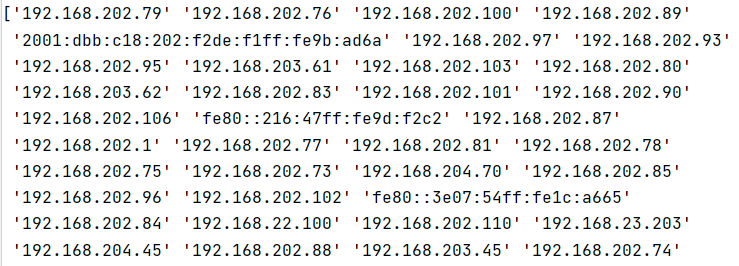 ['192.168.202.79' '192.168.202.76' '192.168.202.100' '192.168.202.89'
'2001:dbb:c18:202:f2de:f1ff:fe9b:ad6a' '192.168.202.97' '192.168.202.93'
'192.168.202.95' '192.168.203.61' '192.168.202.103' '192.168.202.80'
'192.168.203.62' '192.168.202.83' '192.168.202.101' '192.168.202.90'
'192.168.202.106' 'fe80::216:47ff:fe9d:f2c2' '192.168.202.87'
'192.168.202.1' '192.168.202.77' '192.168.202.81' '192.168.202.78'
'192.168.202.75' '192.168.202.73' '192.168.204.70' '192.168.202.85'
'192.168.202.96' '192.168.202.102' 'fe80::3e07:54ff:fe1c:a665'
'192.168.202.84' '192.168.22.100' '192.168.202.110' '192.168.23.203'
'192.168.204.45' '192.168.202.88' '192.168.203.45' '192.168.202.74'